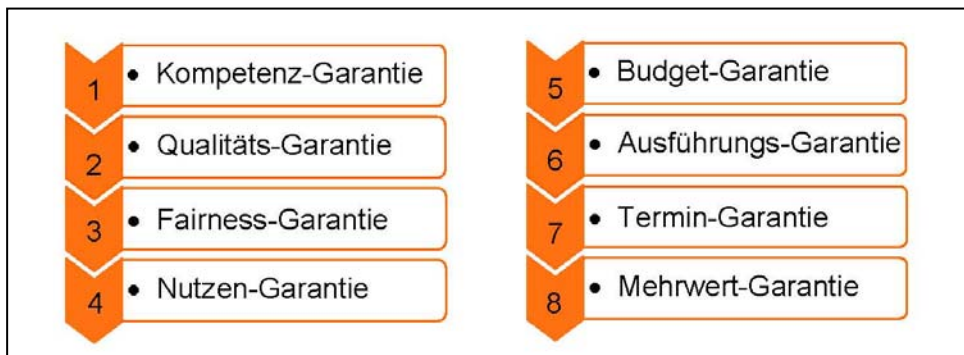 1 • Kompetenz-Garantie
2 • Qualitäts-Garantie
3 • Fairness-Garantie
4 • Nutzen-Garantie
5 • Budget-Garantie
6 • Ausführungs-Garantie
7 • Termin-Garantie
8 • Mehrwert-Garantie